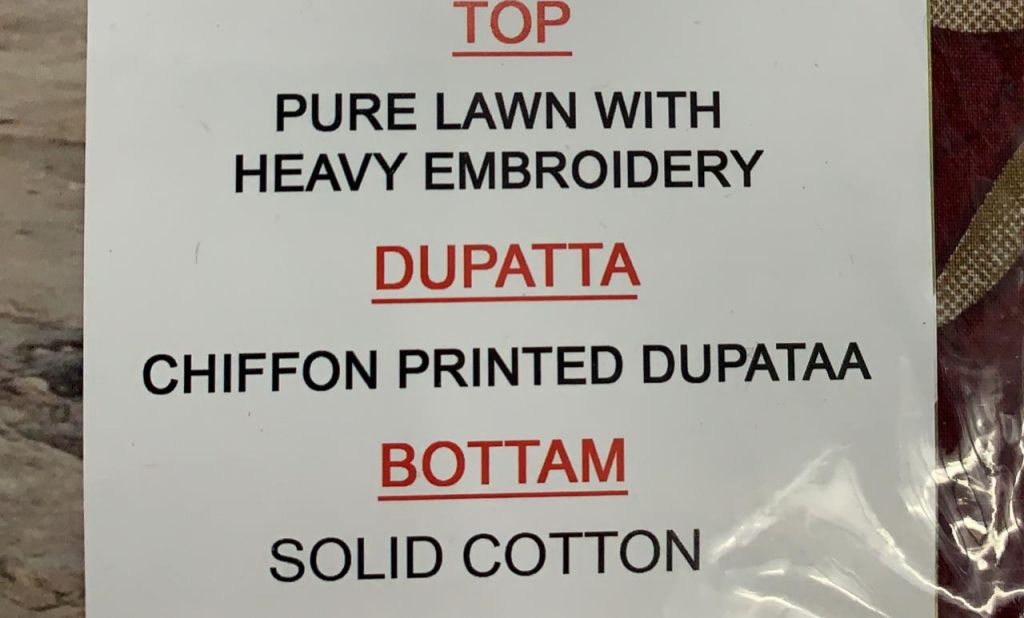 TOP
PURE LAWN WITH
HEAVY EMBROIDERY
DUPATTA
CHIFFON PRINTED DUPATAA
BOTTAM
SOLID COTTON